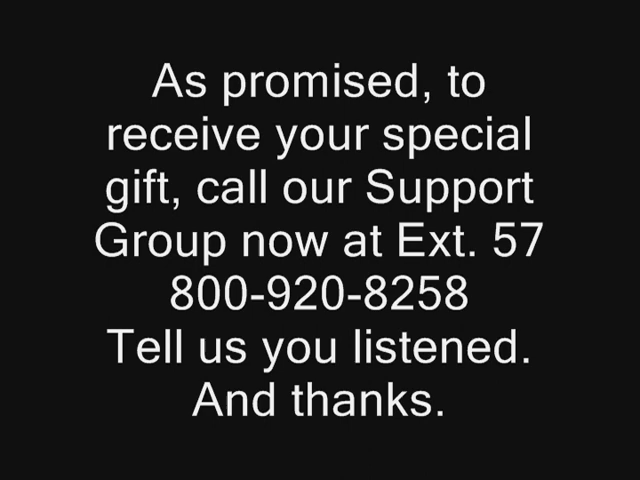 As promised, to
receive your special
gift, call our Support
Group now at Ext. 57
800-920-8258
Tell us you listened.
And thanks.